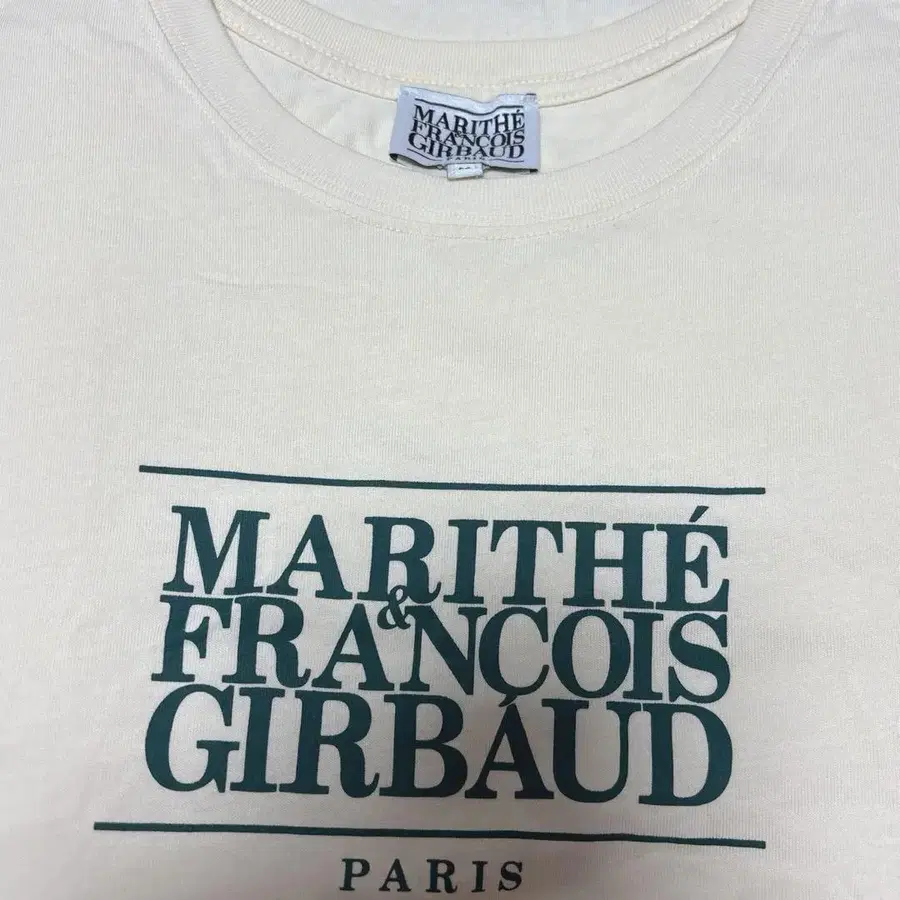 MARITHÉ
&
FRANÇOIS
GIRBAUD
PARIS
MARITHÉ
&
FRANÇOIS
GIRBAUD
PARIS